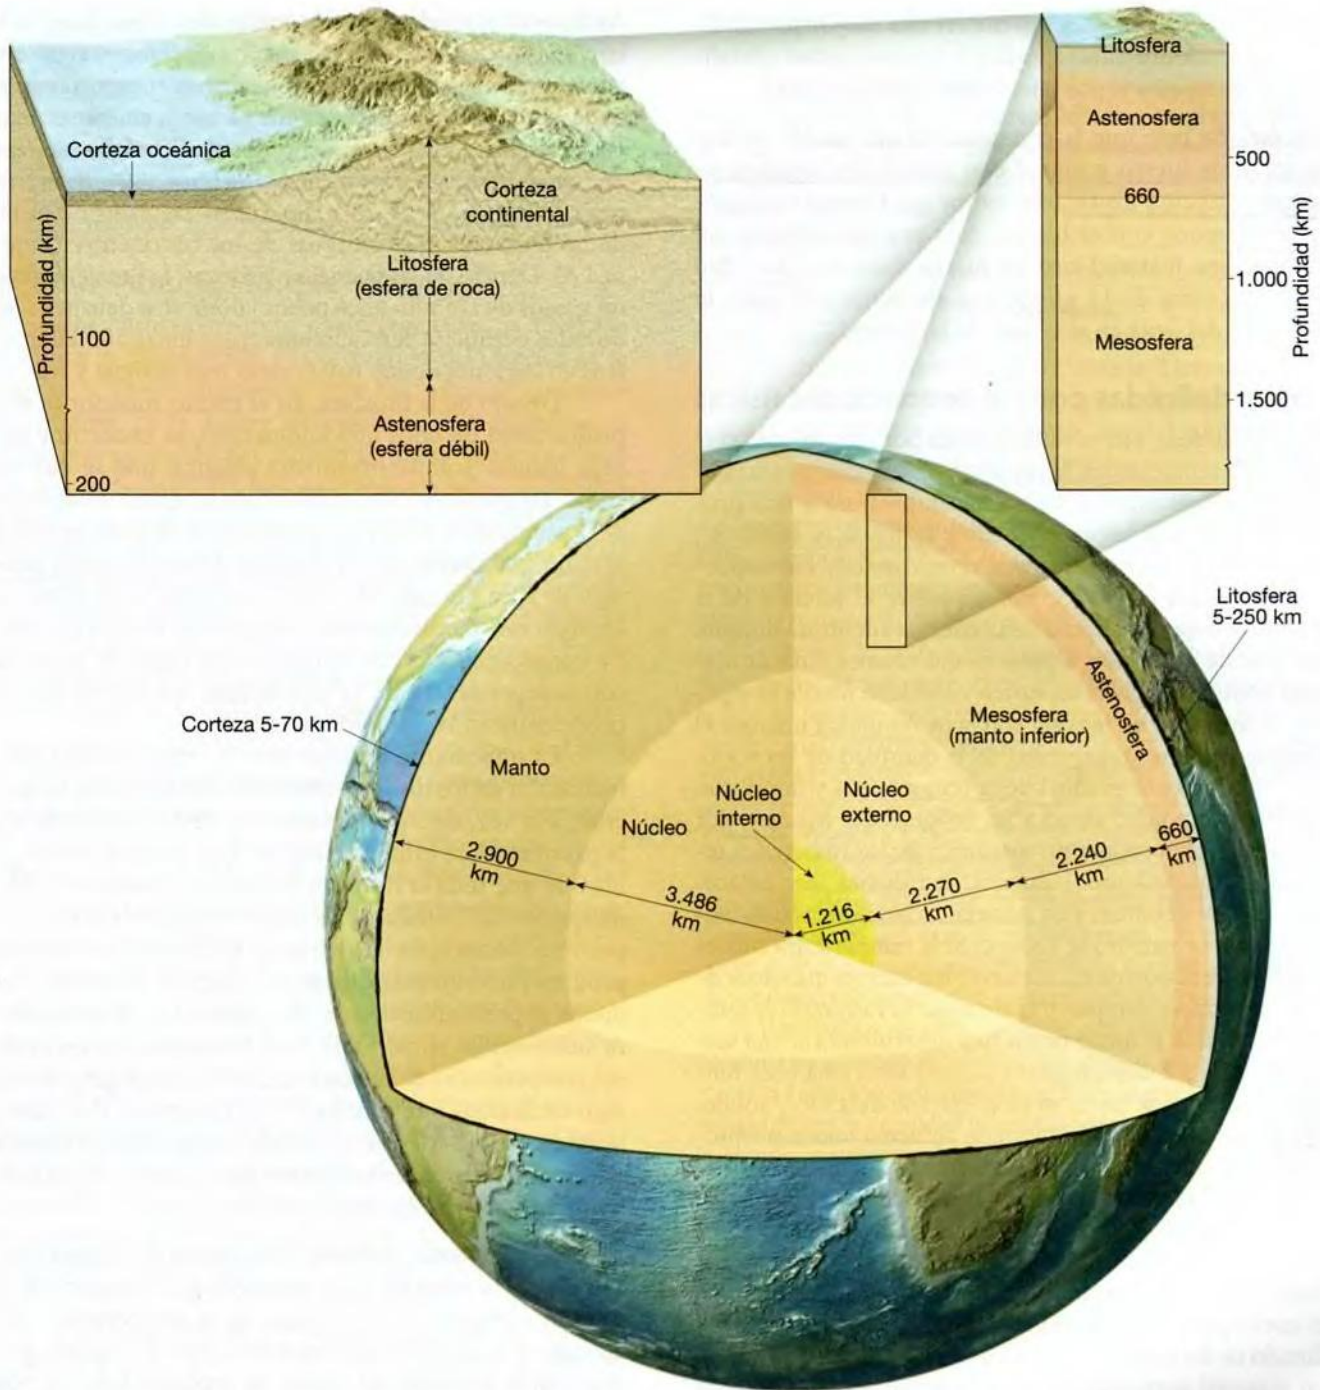 Corteza oceánica
Corteza
continental
Litosfera
(esfera de roca)
Astenosfera
(esfera débil)
Profundidad (km)
100
200
Litosfera
Astenosfera
660
Mesosfera
500
1.000
1.500
Profundidad (km)
Litosfera
5-250 km
Corteza 5-70 km
Manto
Núcleo
Núcleo
interno
Núcleo
externo
Mesosfera
(manto inferior)
Astenosfera
2.900
km
3.486
km
1.216
km
2.270
km
2.240
km
660
km